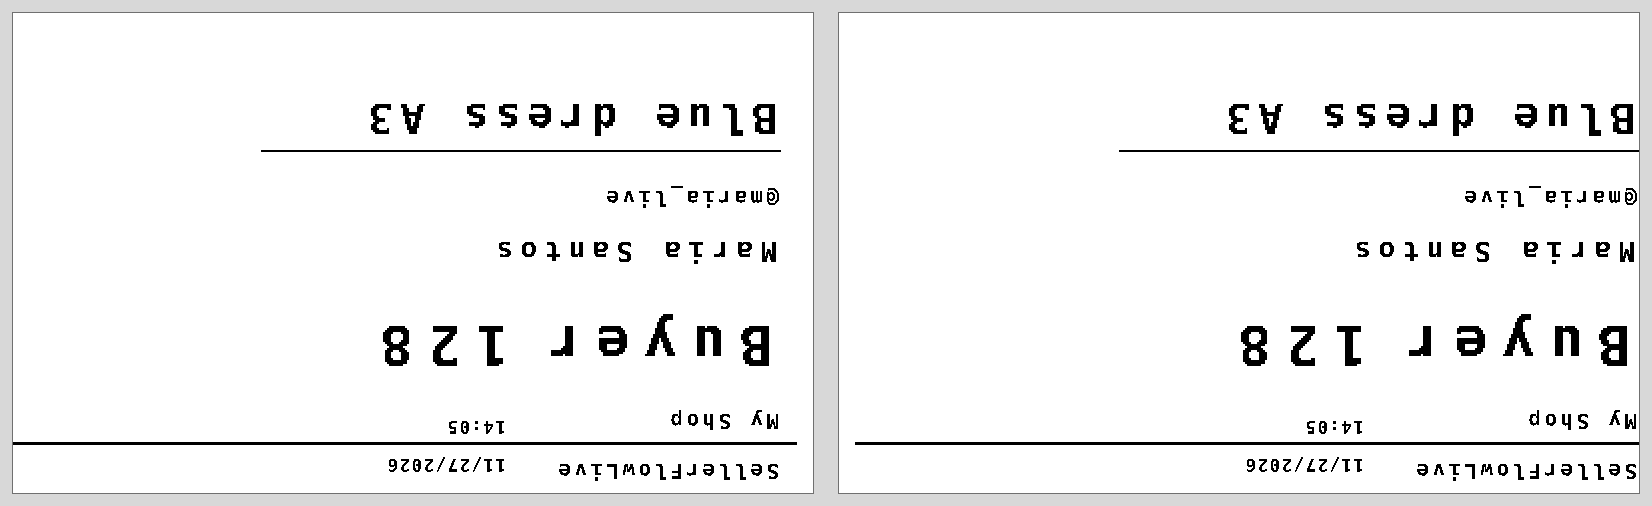 SellerFlowLive 11/27/2026
My Shop 14:05
Buyer 128
Maria Santos
@maria_live
Blue dress A3
SellerFlowLive 11/27/2026
My Shop 14:05
Buyer 128
Maria Santos
@maria_live
Blue dress A3